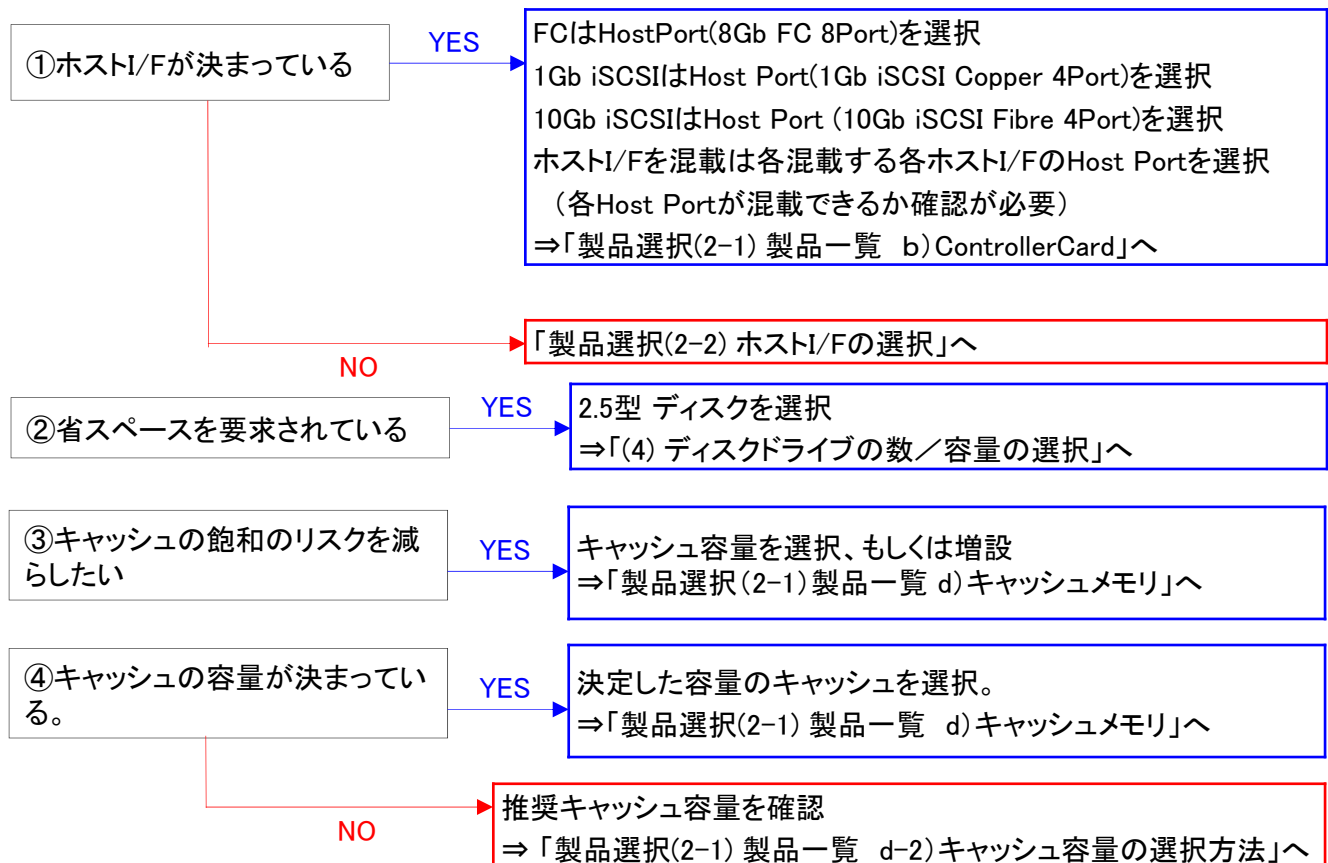 ①ホストI/Fが決まっている
YES
FCはHostPort(8Gb FC 8Port)を選択
1Gb iSCSIはHost Port(1Gb iSCSI Copper 4Port)を選択
10Gb iSCSIはHost Port (10Gb iSCSI Fibre 4Port)を選択
ホストI/Fを混載は各混載する各ホストI/FのHost Portを選択
（各Host Portが混載できるか確認が必要）
⇒「製品選択(2-1) 製品一覧　b）ControllerCard」へ
NO
「製品選択(2-2) ホストI/Fの選択」へ
②省スペースを要求されている
YES
2.5型 ディスクを選択
⇒「(4) ディスクドライブの数／容量の選択」へ
③キャッシュの飽和のリスクを減
らしたい
YES
キャッシュ容量を選択、もしくは増設
⇒「製品選択（2-1）製品一覧 d）キャッシュメモリ」へ
④キャッシュの容量が決まってい
る。
YES
決定した容量のキャッシュを選択。
⇒「製品選択(2-1) 製品一覧　d）キャッシュメモリ」へ
NO
推奨キャッシュ容量を確認
⇒ 「製品選択(2-1) 製品一覧　d-2）キャッシュ容量の選択方法」へ